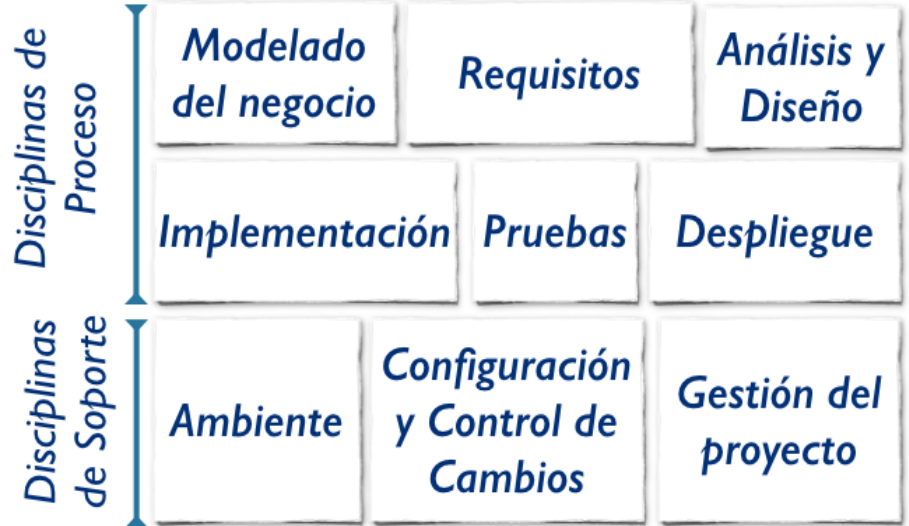 Disciplinas de
Proceso
Modelado
del negocio
Requisitos
Análisis y
Diseño
Implementación
Pruebas
Despliegue
Disciplinas
de Soporte
Ambiente
Configuración
y Control de
Cambios
Gestión del
proyecto